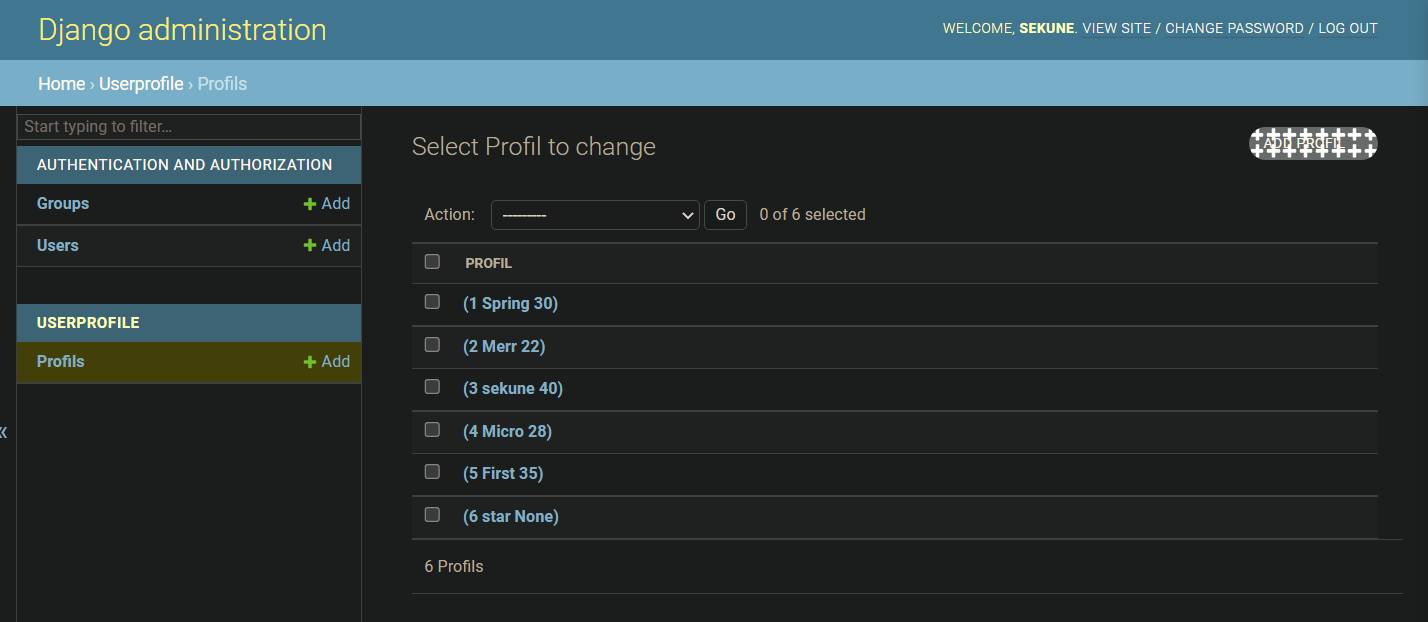 Django administration
WELCOME, SEKUNE. VIEW SITE / CHANGE PASSWORD / LOG OUT
Home › Userprofile › Profils
Start typing to filter…
AUTHENTICATION AND AUTHORIZATION
Groups + Add
Users + Add
USERPROFILE
Profils + Add
«
Select Profil to change
ADD PROFIL
Action: --------- Go 0 of 6 selected
PROFIL
(1 Spring 30)
(2 Merr 22)
(3 sekune 40)
(4 Micro 28)
(5 First 35)
(6 star None)
6 Profils